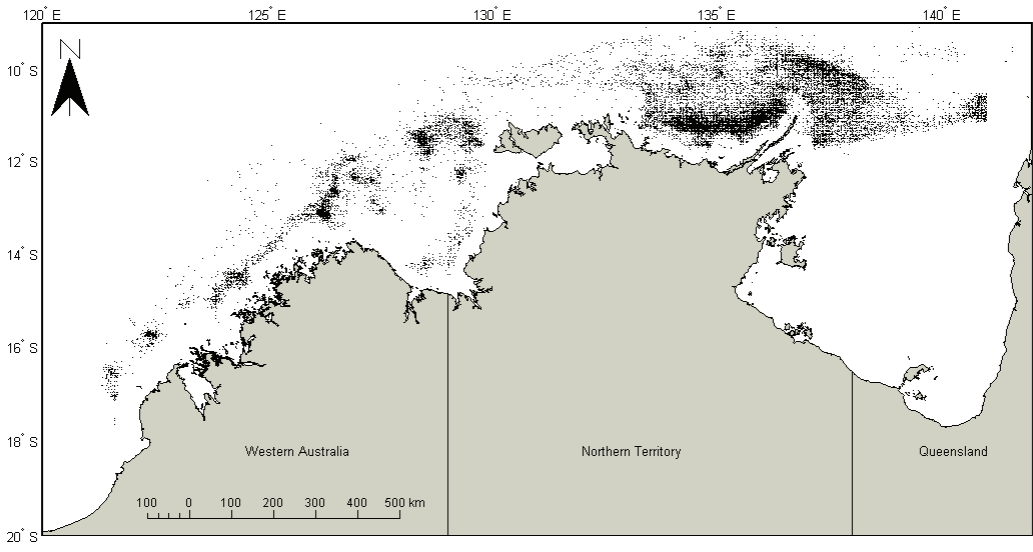 120° E 125° E 130° E 135° E 140° E
N
10° S
12° S
14° S
16° S
18° S
Western Australia Northern Territory Queensland
100 0 100 200 300 400 500 km
20° S